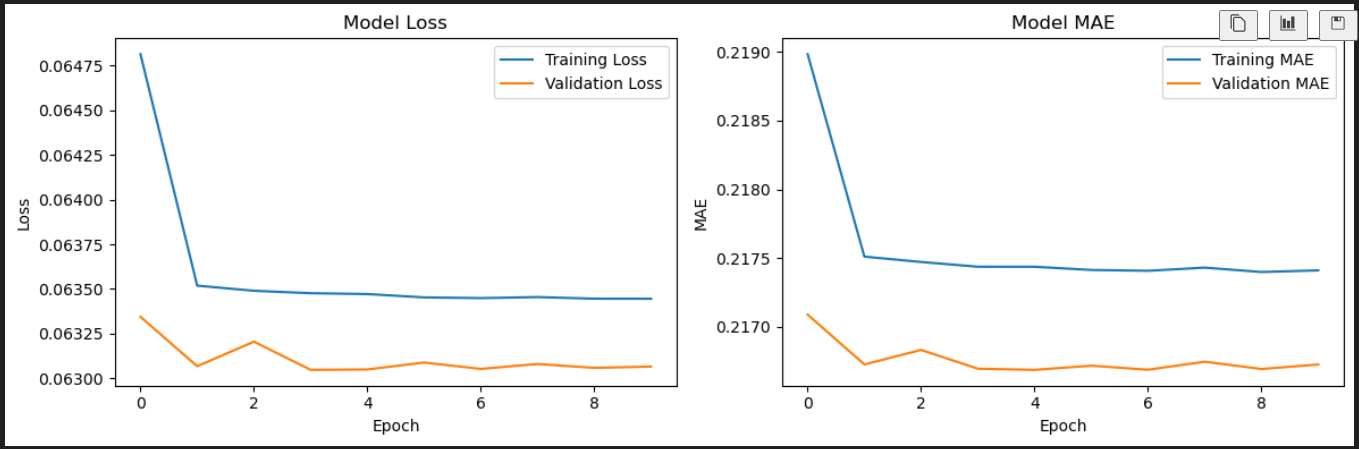 Model Loss
0.06475
0.06450
0.06425
0.06400
0.06375
0.06350
0.06325
0.06300
Loss
0 2 4 6 8
Epoch
Training Loss
Validation Loss
Model MAE
0.2190
0.2185
0.2180
0.2175
0.2170
MAE
0 2 4 6 8
Epoch
Training MAE
Validation MAE